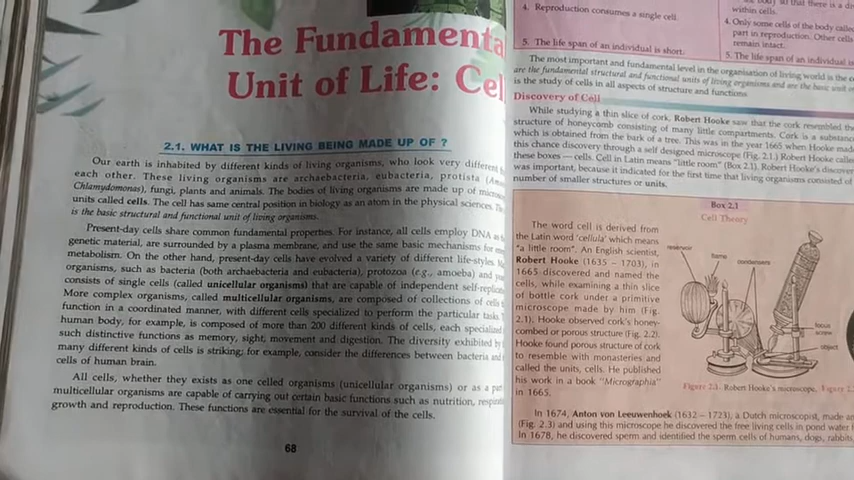 The Fundamenta
Unit of Life: Cel
2.1. WHAT IS THE LIVING BEING MADE UP OF ?
Our earth is inhabited by different kinds of living organisms, who look very different
each other. These living organisms are archaebacteria, eubacteria, protista
Chlamydomonas), fungi, plants and animals. The bodies of living organisms are made up of
units called cells. The cell has same central position in biology as an atom in the physical sciences.
is the basic structural and functional unit of living organisms.
Present-day cells share common fundamental properties. For instance, all cells employ DNA as
genetic material, are surrounded by a plasma membrane, and use the same basic mechanisms for
metabolism. On the other hand, present-day cells have evolved a variety of different life-styles.
organisms, such as bacteria (both archaebacteria and eubacteria), protozoa (e.g., amoeba) and
consists of single cells (called unicellular organisms) that are capable of independent self-replica
More complex organisms, called multicellular organisms, are composed of collections of cells
function in a coordinated manner, with different cells specialized to perform the particular task.
human body, for example, is composed of more than 200 different kinds of cells, each specialized
such distinctive functions as memory, sight, movement and digestion. The diversity exhibited by
many different kinds of cells is striking; for example, consider the differences between bacteria and
cells of human brain.
All cells, whether they exists as one celled organisms (unicellular organisms) or as a
multicellular organisms are capable of carrying out certain basic functions such as nutrition,
growth and reproduction. These functions are essential for the survival of the cells.
68
4. Reproduction consumes a single cell.
5. The life span of an individual is short.
within cells.
4. Only some cells of the body called
part in reproduction. Other cells
remain intact.
5. The life span of an individual is
The most important and fundamental level in the organisation of living world is the
are the fundamental structural and functional units of living organisms and are the basic unit
is the study of cells in all aspects of structure and functions.
Discovery of Cell
While studying a thin slice of cork, Robert Hooke saw that the cork resembled the
structure of honeycomb consisting of many little compartments. Cork is a substance
which is obtained from the bark of a tree. This was in the year 1665 when Hooke made
this chance discovery through a self designed microscope (Fig. 2.1.) Robert Hooke called
these boxes — cells. Cell in Latin means "little room" (Box 2.1). Robert Hooke's discovery
was important, because it indicated for the first time that living organisms consisted of
number of smaller structures or units.
Box 2.1
Cell Theory
The word cell is derived from
the Latin word 'cellula' which means
"a little room". An English scientist,
Robert Hooke (1635 – 1703), in
1665 discovered and named the
cells, while examining a thin slice
of bottle cork under a primitive
microscope made by him (Fig.
2.1). Hooke observed cork's honey-
combed or porous structure (Fig. 2.2).
Hooke found porous structure of cork
to resemble with monasteries and
called the units, cells. He published
his work in a book "Micrographia"
in 1665.
reservoir
flame
condensers
focus
screw
object
Figure 2.1. Robert Hooke's microscope. Figure 2.
In 1674, Anton von Leeuwenhoek (1632 – 1723), a Dutch microscopist, made an
(Fig. 2.3) and using this microscope he discovered the free living cells in pond water
In 1678, he discovered sperm and identified the sperm cells of humans, dogs, rabbits,